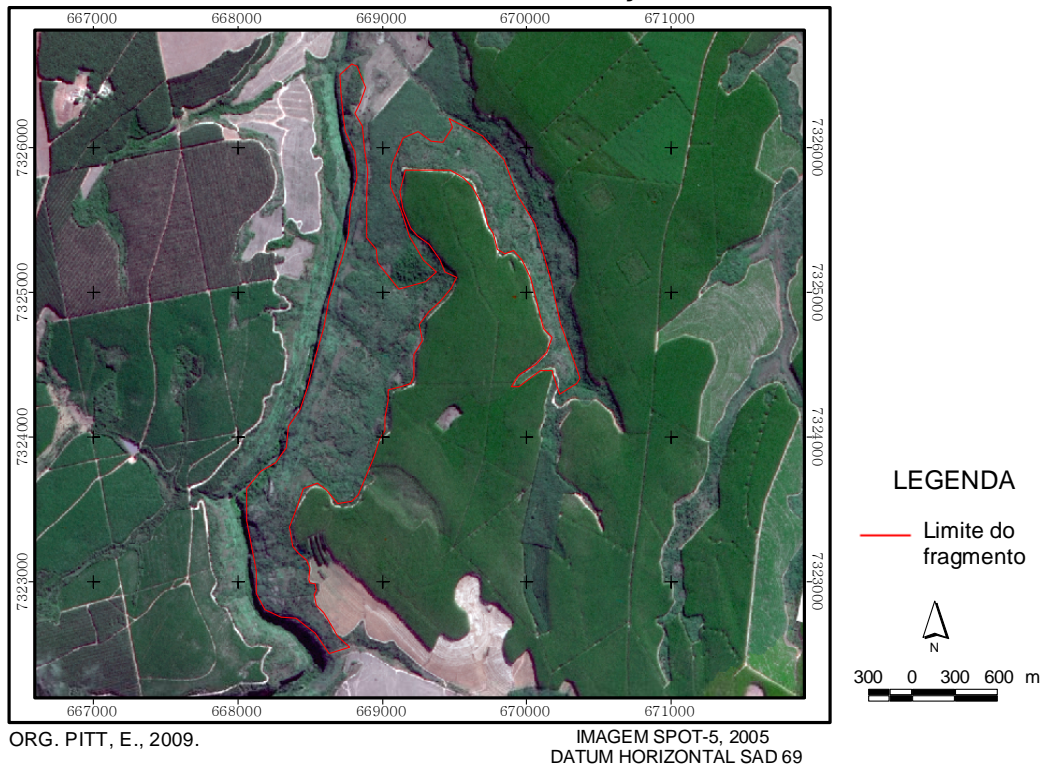 667000 668000 669000 670000 671000
7326000 7326000
7325000 7325000
7324000 7324000
7323000 7323000
667000 668000 669000 670000 671000
LEGENDA
Limite do
fragmento
N
300 0 300 600 m
ORG. PITT, E., 2009.
IMAGEM SPOT-5, 2005
DATUM HORIZONTAL SAD 69